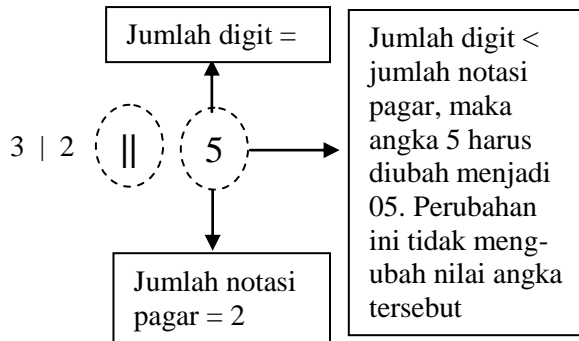 Jumlah digit =
3 | 2 || 5
Jumlah notasi
pagar = 2
Jumlah digit <
jumlah notasi
pagar, maka
angka 5 harus
diubah menjadi
05. Perubahan
ini tidak meng-
ubah nilai angka
tersebut